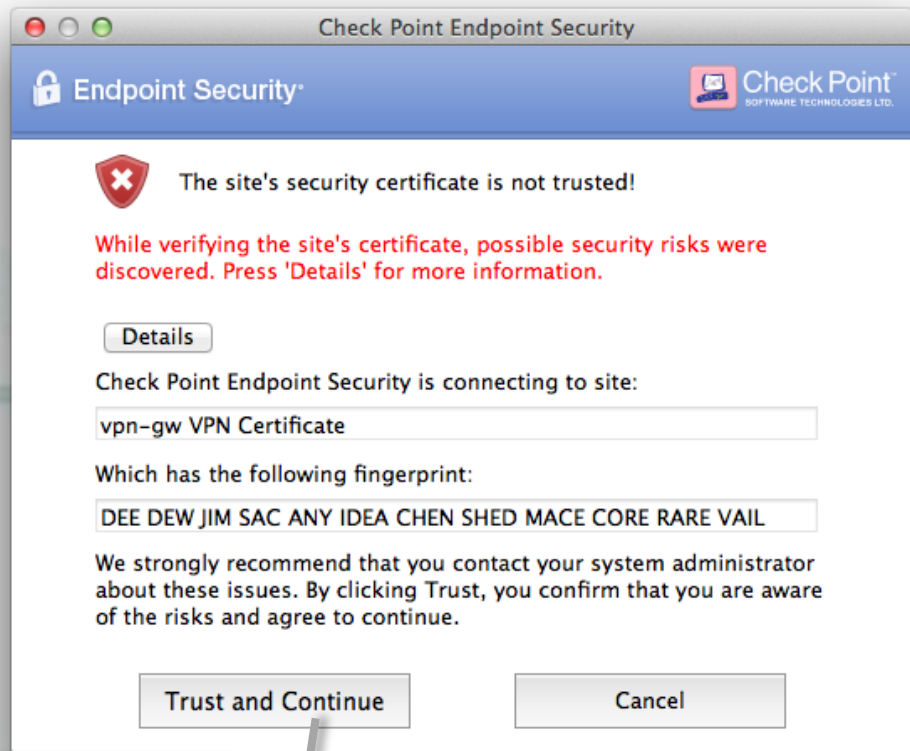 Check Point Endpoint Security
Endpoint Security®
Check Point™
SOFTWARE TECHNOLOGIES LTD.
The site's security certificate is not trusted!
While verifying the site's certificate, possible security risks were
discovered. Press 'Details' for more information.
Details
Check Point Endpoint Security is connecting to site:
vpn-gw VPN Certificate
Which has the following fingerprint:
DEE DEW JIM SAC ANY IDEA CHEN SHED MACE CORE RARE VAIL
We strongly recommend that you contact your system administrator
about these issues. By clicking Trust, you confirm that you are aware
of the risks and agree to continue.
Trust and Continue
Cancel